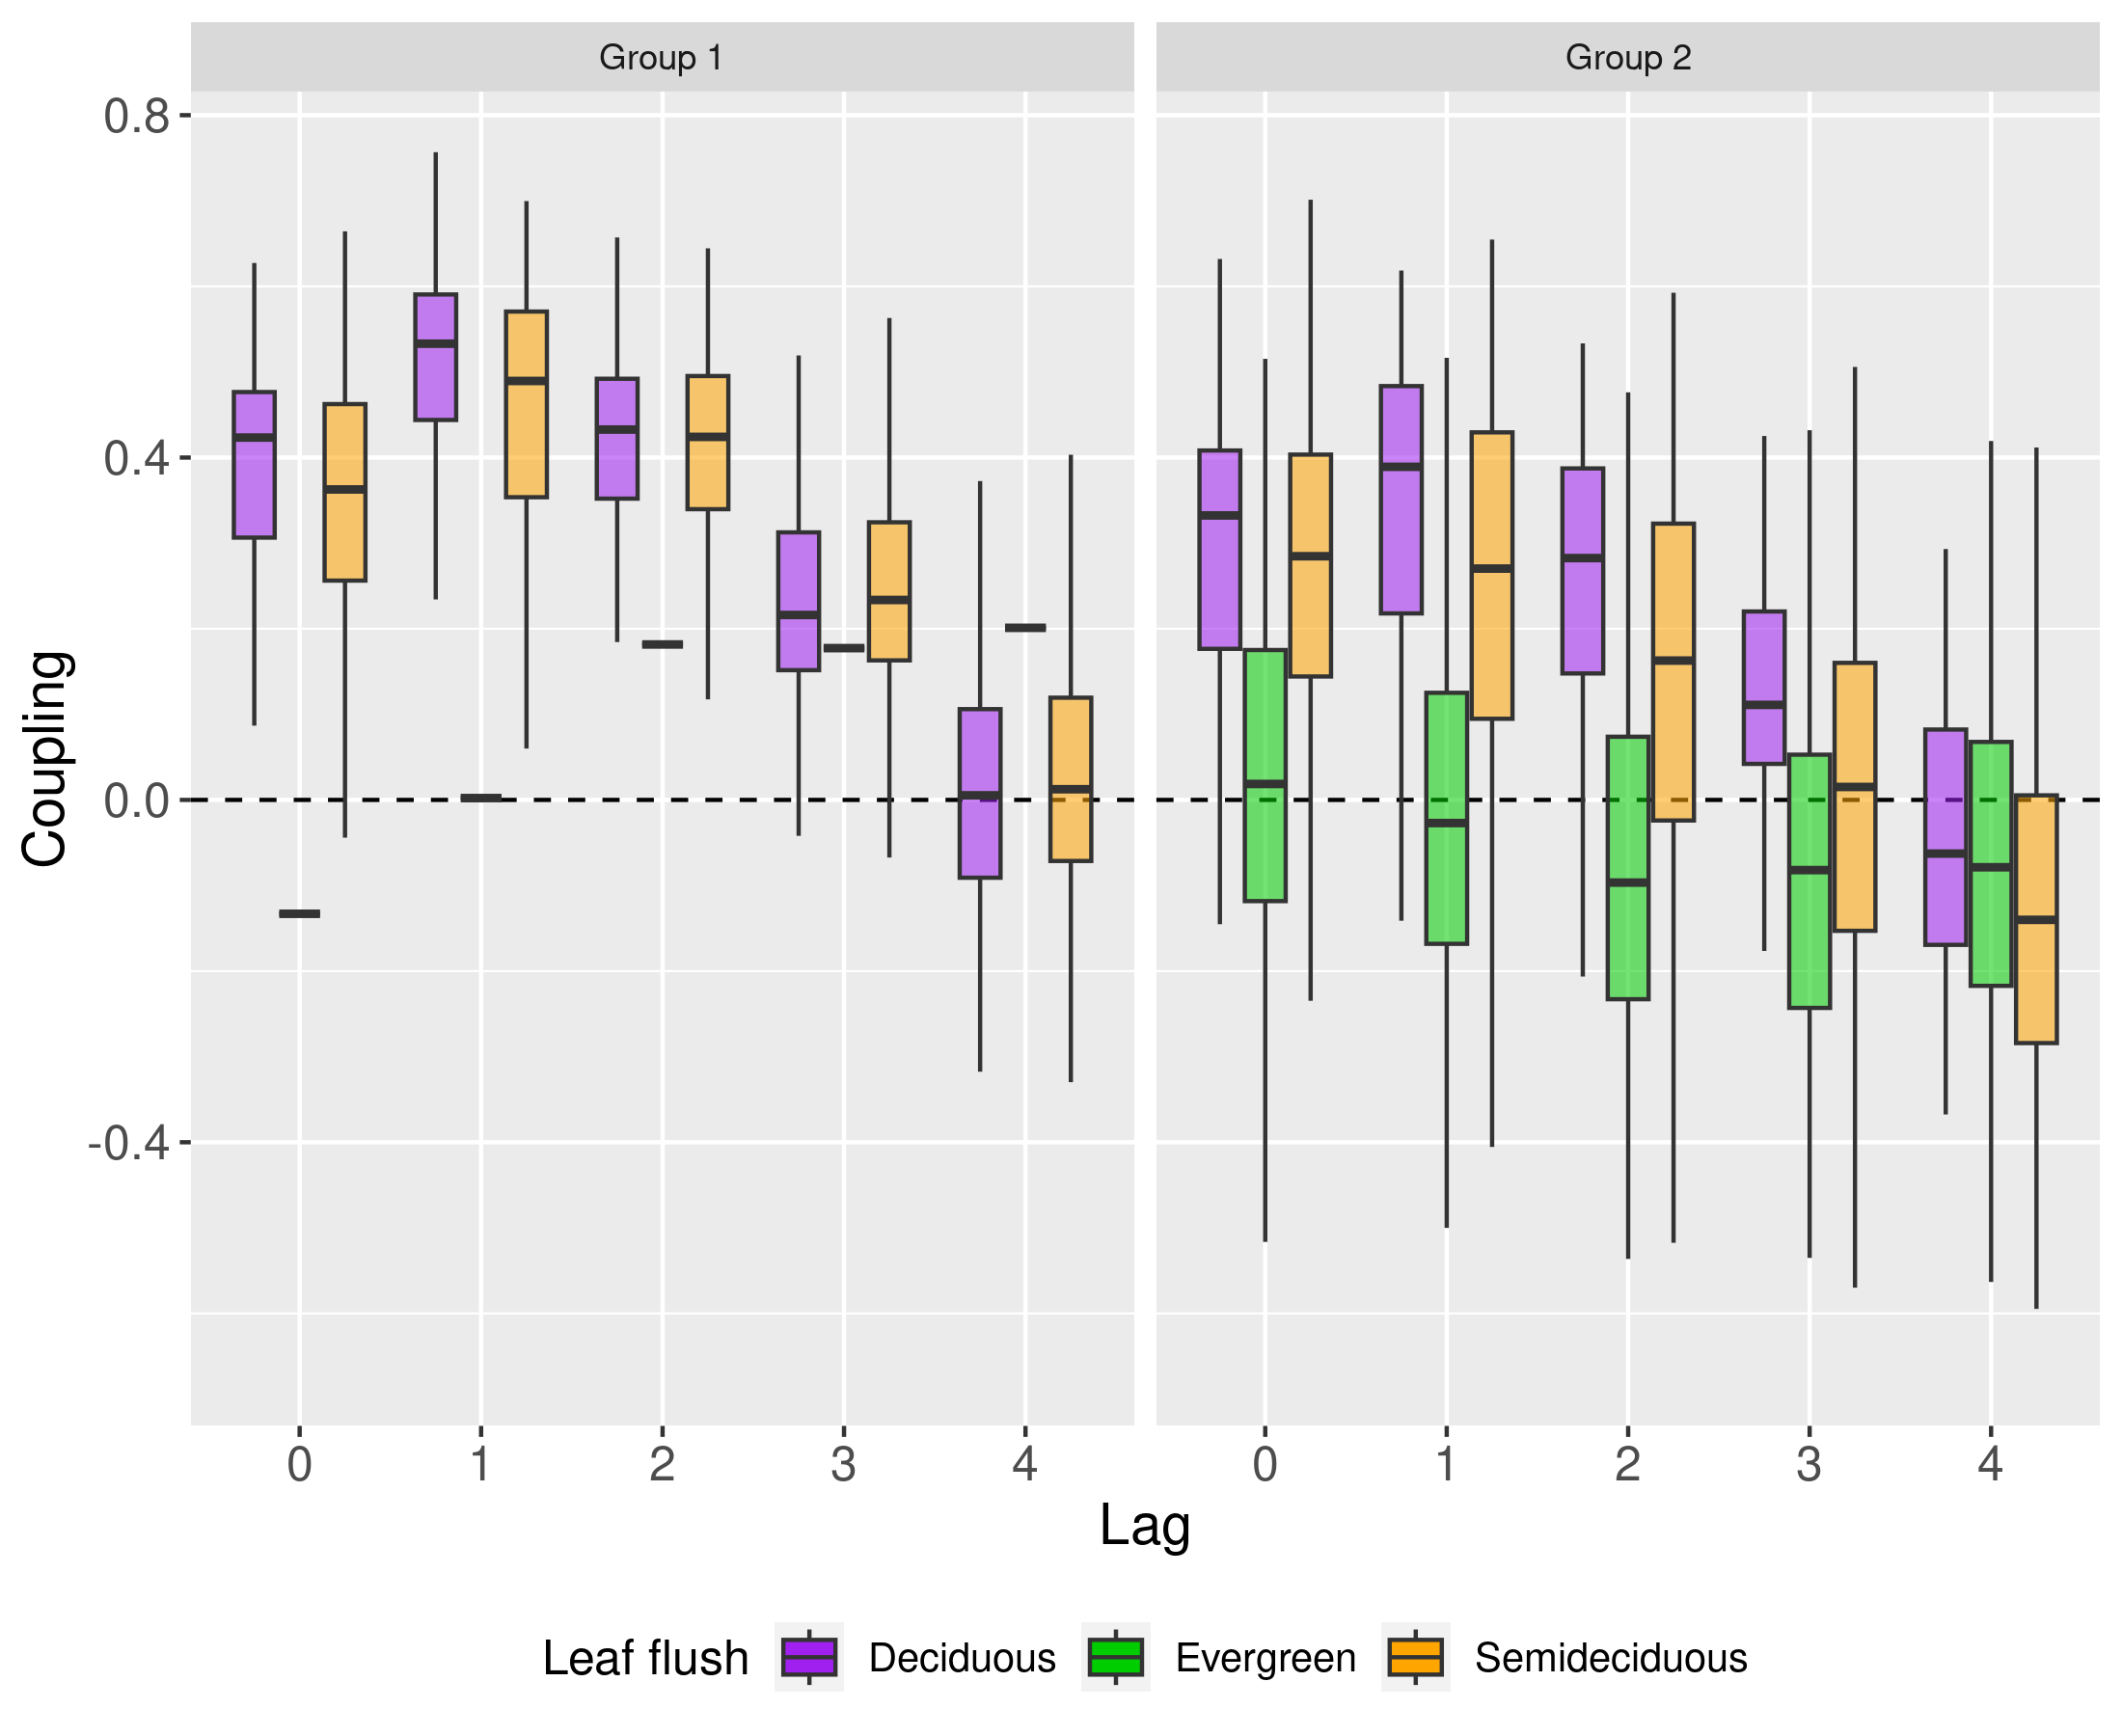 Group 1
Group 2
0.8
0.4
0.0
-0.4
Coupling
0 1 2 3 4
0 1 2 3 4
Lag
Leaf flush Deciduous Evergreen Semideciduous